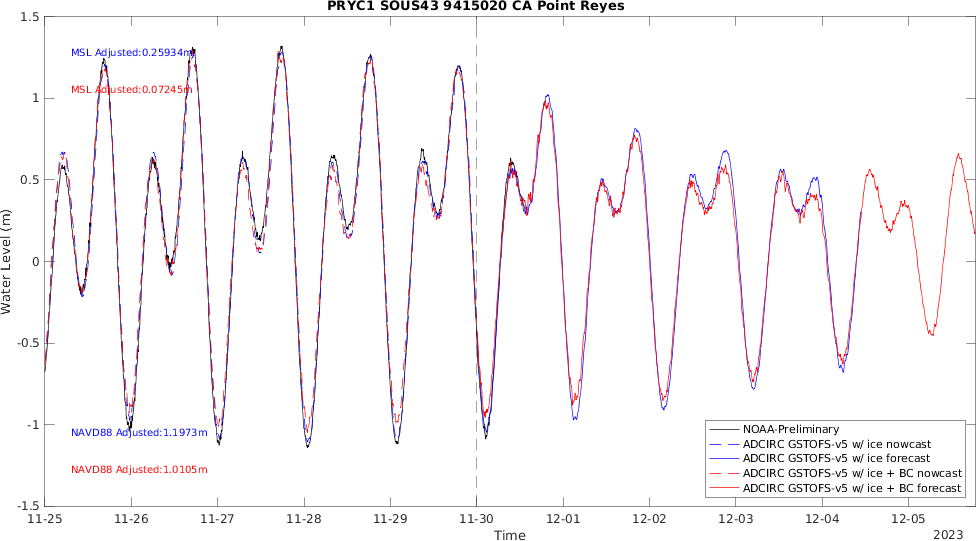 PRYC1 SOUS43 9415020 CA Point Reyes
1.5
MSL Adjusted:0.25934m
1
MSL Adjusted:0.07245m
0.5
Water Level (m)
0
-0.5
-1
NAVD88 Adjusted:1.1973m
NAVD88 Adjusted:1.0105m
NOAA-Preliminary
ADCIRC GSTOFS-v5 w/ ice nowcast
ADCIRC GSTOFS-v5 w/ ice forecast
ADCIRC GSTOFS-v5 w/ ice + BC nowcast
ADCIRC GSTOFS-v5 w/ ice + BC forecast
-1.5
11-25 11-26 11-27 11-28 11-29 11-30 12-01 12-02 12-03 12-04 12-05
Time
2023